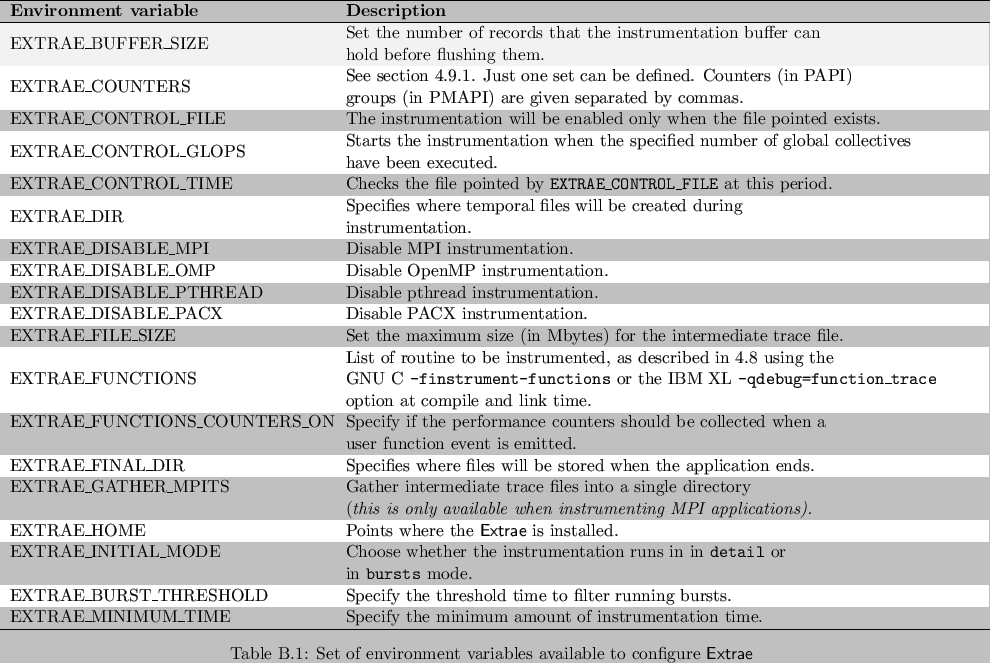 Environment variable Description
EXTRAE_BUFFER_SIZE Set the number of records that the instrumentation buffer can
hold before flushing them.
EXTRAE_COUNTERS See section 4.9.1. Just one set can be defined. Counters (in PAPI)
groups (in PMAPI) are given separated by commas.
EXTRAE_CONTROL_FILE The instrumentation will be enabled only when the file pointed exists.
EXTRAE_CONTROL_GLOPS Starts the instrumentation when the specified number of global collectives
have been executed.
EXTRAE_CONTROL_TIME Checks the file pointed by EXTRAE_CONTROL_FILE at this period.
EXTRAE_DIR Specifies where temporal files will be created during
instrumentation.
EXTRAE_DISABLE_MPI Disable MPI instrumentation.
EXTRAE_DISABLE_OMP Disable OpenMP instrumentation.
EXTRAE_DISABLE_PTHREAD Disable pthread instrumentation.
EXTRAE_DISABLE_PACX Disable PACX instrumentation.
EXTRAE_FILE_SIZE Set the maximum size (in Mbytes) for the intermediate trace file.
EXTRAE_FUNCTIONS List of routine to be instrumented, as described in 4.8 using the
GNU C -finstrument-functions or the IBM XL -qdebug=function_trace
option at compile and link time.
EXTRAE_FUNCTIONS_COUNTERS_ON Specify if the performance counters should be collected when a
user function event is emitted.
EXTRAE_FINAL_DIR Specifies where files will be stored when the application ends.
EXTRAE_GATHER_MPITS Gather intermediate trace files into a single directory
(this is only available when instrumenting MPI applications).
EXTRAE_HOME Points where the Extrae is installed.
EXTRAE_INITIAL_MODE Choose whether the instrumentation runs in in detail or
in bursts mode.
EXTRAE_BURST_THRESHOLD Specify the threshold time to filter running bursts.
EXTRAE_MINIMUM_TIME Specify the minimum amount of instrumentation time.
Table B.1: Set of environment variables available to configure Extrae